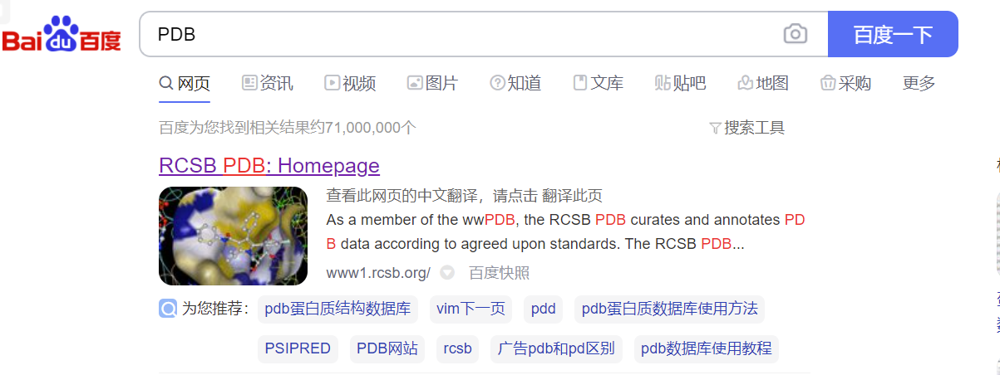 Bai du 百度 PDB 百度一下
网页 资讯 视频 图片 知道 文库 贴吧 地图 采购 更多
百度为您找到相关结果约71,000,000个 搜索工具
RCSB PDB: Homepage
查看此网页的中文翻译，请点击 翻译此页
As a member of the wwPDB, the RCSB PDB curates and annotates PD
B data according to agreed upon standards. The RCSB PDB...
www1.rcsb.org/ 百度快照
为您推荐： pdb蛋白质结构数据库 vim下一页 pdd pdb蛋白质数据库使用方法
PSIPRED PDB网站 rcsb 广告pdb和pd区别 pdb数据库使用教程